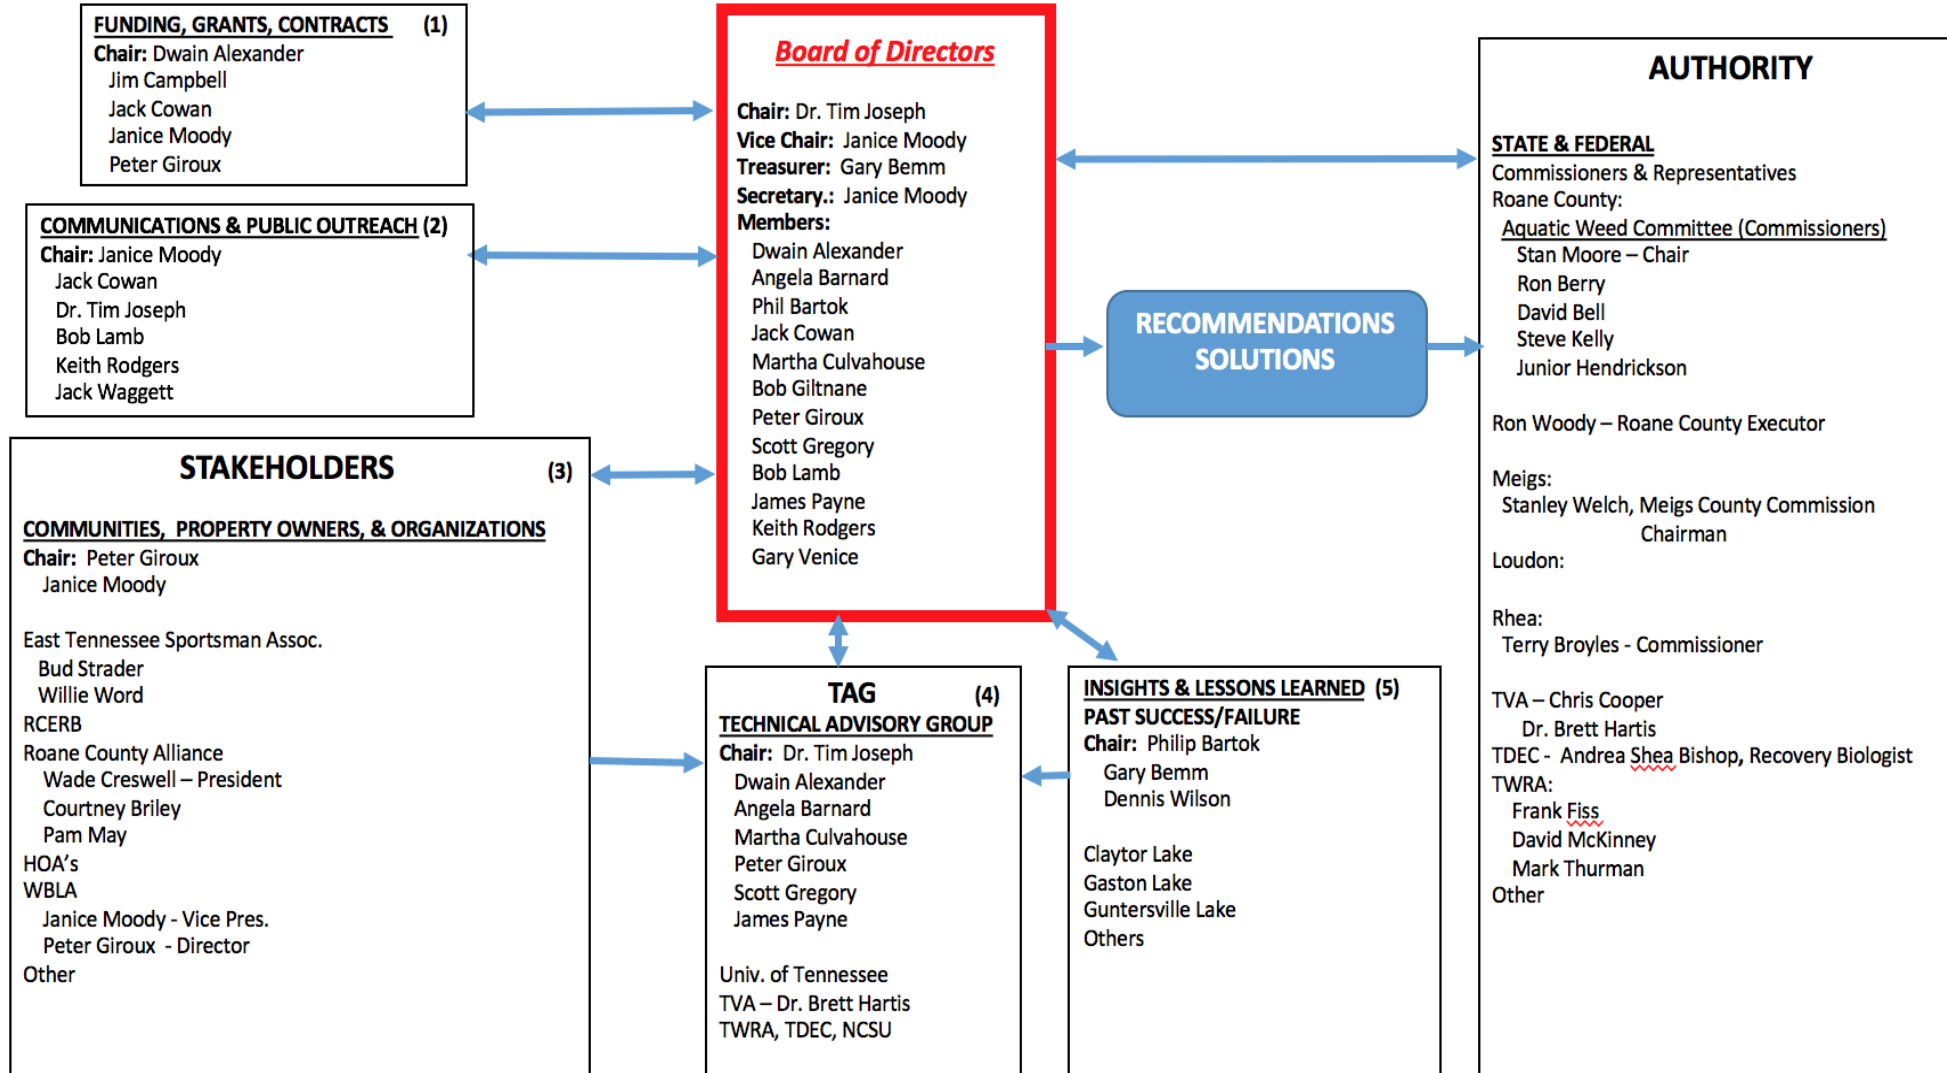 FUNDING, GRANTS, CONTRACTS (1)
Chair: Dwain Alexander
Jim Campbell
Jack Cowan
Janice Moody
Peter Giroux
COMMUNICATIONS & PUBLIC OUTREACH (2)
Chair: Janice Moody
Jack Cowan
Dr. Tim Joseph
Bob Lamb
Keith Rodgers
Jack Waggett
STAKEHOLDERS (3)
COMMUNITIES, PROPERTY OWNERS, & ORGANIZATIONS
Chair: Peter Giroux
Janice Moody
East Tennessee Sportsman Assoc.
Bud Strader
Willie Word
RCERB
Roane County Alliance
Wade Creswell – President
Courtney Briley
Pam May
HOA's
WBLA
Janice Moody - Vice Pres.
Peter Giroux - Director
Other
Board of Directors
Chair: Dr. Tim Joseph
Vice Chair: Janice Moody
Treasurer: Gary Bemm
Secretary.: Janice Moody
Members:
Dwain Alexander
Angela Barnard
Phil Bartok
Jack Cowan
Martha Culvahouse
Bob Giltnane
Peter Giroux
Scott Gregory
Bob Lamb
James Payne
Keith Rodgers
Gary Venice
TAG (4)
TECHNICAL ADVISORY GROUP
Chair: Dr. Tim Joseph
Dwain Alexander
Angela Barnard
Martha Culvahouse
Peter Giroux
Scott Gregory
James Payne
Univ. of Tennessee
TVA – Dr. Brett Hartis
TWRA, TDEC, NCSU
INSIGHTS & LESSONS LEARNED (5)
PAST SUCCESS/FAILURE
Chair: Philip Bartok
Gary Bemm
Dennis Wilson
Claytor Lake
Gaston Lake
Guntersville Lake
Others
RECOMMENDATIONS
SOLUTIONS
AUTHORITY
STATE & FEDERAL
Commissioners & Representatives
Roane County:
Aquatic Weed Committee (Commissioners)
Stan Moore – Chair
Ron Berry
David Bell
Steve Kelly
Junior Hendrickson
Ron Woody – Roane County Executor
Meigs:
Stanley Welch, Meigs County Commission
Chairman
Loudon:
Rhea:
Terry Broyles - Commissioner
TVA – Chris Cooper
Dr. Brett Hartis
TDEC - Andrea Shea Bishop, Recovery Biologist
TWRA:
Frank Fiss
David McKinney
Mark Thurman
Other